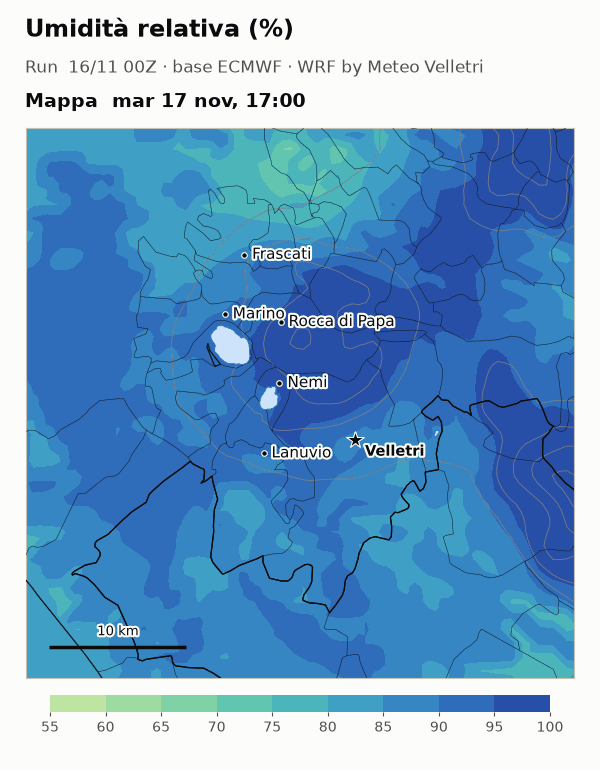 Umidità relativa (%)
Run  16/11 00Z · base ECMWF · WRF by Meteo Velletri
Mappa  mar 17 nov, 17:00
Frascati
Marino
Rocca di Papa
Nemi
Velletri
Lanuvio
10 km
55 60 65 70 75 80 85 90 95 100